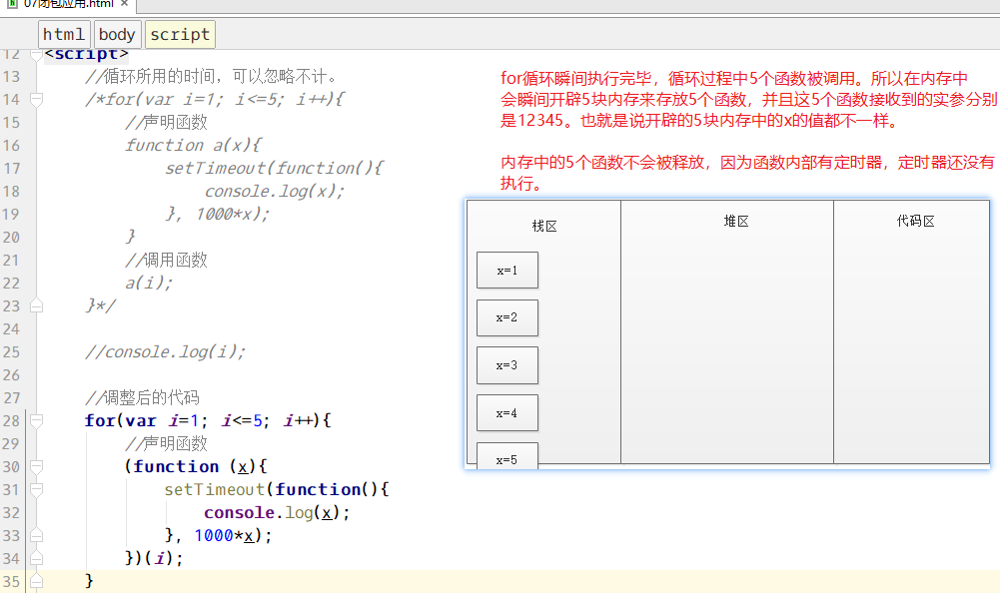 07闭包应用.html ×
html body script
12 <script>
13 //循环所用的时间，可以忽略不计。
14 /*for(var i=1; i<=5; i++){
15 //声明函数
16 function a(x){
17 setTimeout(function(){
18 console.log(x);
19 }, 1000*x);
20 }
21 //调用函数
22 a(i);
23 }*/
24
25 //console.log(i);
26
27 //调整后的代码
28 for(var i=1; i<=5; i++){
29 //声明函数
30 (function (x){
31 setTimeout(function(){
32 console.log(x);
33 }, 1000*x);
34 })(i);
35 }
for循环瞬间执行完毕，循环过程中5个函数被调用。所以在内存中
会瞬间开辟5块内存来存放5个函数，并且这5个函数接收到的实参分别
是12345。也就是说开辟的5块内存中的x的值都不一样。
内存中的5个函数不会被释放，因为函数内部有定时器，定时器还没有
执行。
栈区 堆区 代码区
x=1
x=2
x=3
x=4
x=5